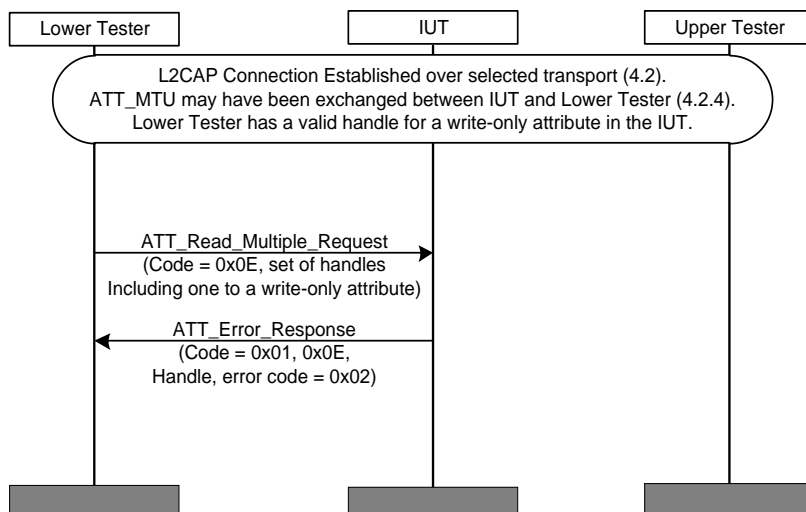 Lower Tester
IUT
Upper Tester
L2CAP Connection Established over selected transport (4.2).
ATT_MTU may have been exchanged between IUT and Lower Tester (4.2.4).
Lower Tester has a valid handle for a write-only attribute in the IUT.
ATT_Read_Multiple_Request
(Code = 0x0E, set of handles
Including one to a write-only attribute)
ATT_Error_Response
(Code = 0x01, 0x0E,
Handle, error code = 0x02)